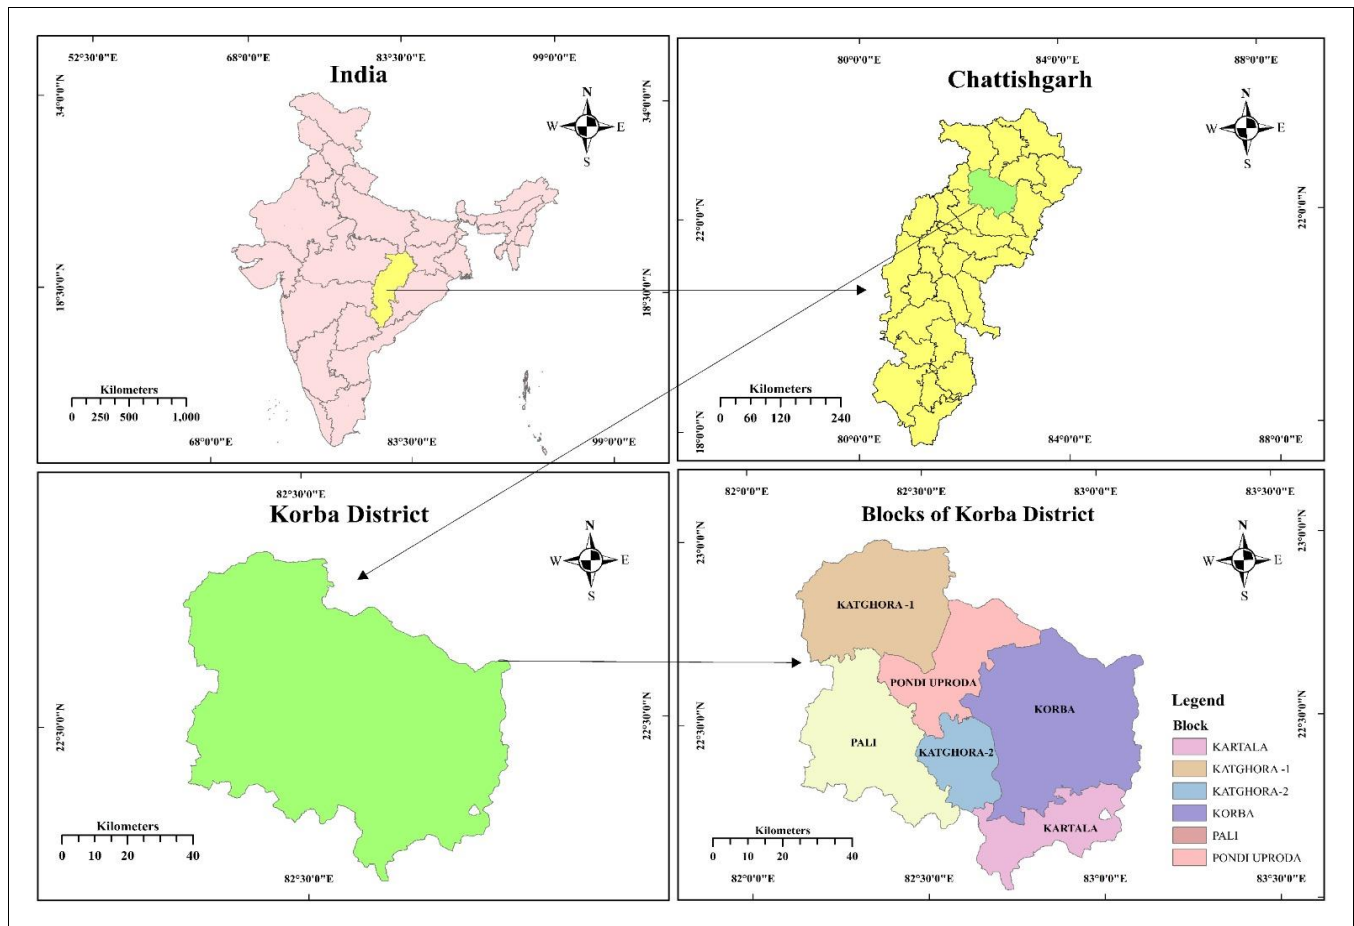 52°30'0"E 68°0'0"E 83°30'0"E 99°0'0"E
India
34°0'0"N
34°0'0"N
N
W E
S
18°30'0"N
18°30'0"N
Kilometers
0 250 500 1,000
68°0'0"E 83°30'0"E 99°0'0"E
80°0'0"E 84°0'0"E 88°0'0"E
Chattishgarh
N
W E
S
22°0'0"N
22°0'0"N
Kilometers
0 60 120 240
18°0'0"N
18°0'0"N
80°0'0"E 84°0'0"E 88°0'0"E
82°30'0"E
Korba District
N
W E
S
22°30'0"N
22°30'0"N
Kilometers
0 10 20 40
82°30'0"E
82°0'0"E 82°30'0"E 83°0'0"E 83°30'0"E
Blocks of Korba District
23°0'0"N
23°0'0"N
N
W E
S
KATGHORA -1
PONDI UPRODA
KORBA
PALI
KATGHORA-2
KARTALA
22°30'0"N
22°30'0"N
Legend
Block
KARTALA
KATGHORA -1
KATGHORA-2
KORBA
PALI
PONDI UPRODA
Kilometers
0 10 20 40
82°0'0"E 82°30'0"E 83°0'0"E 83°30'0"E